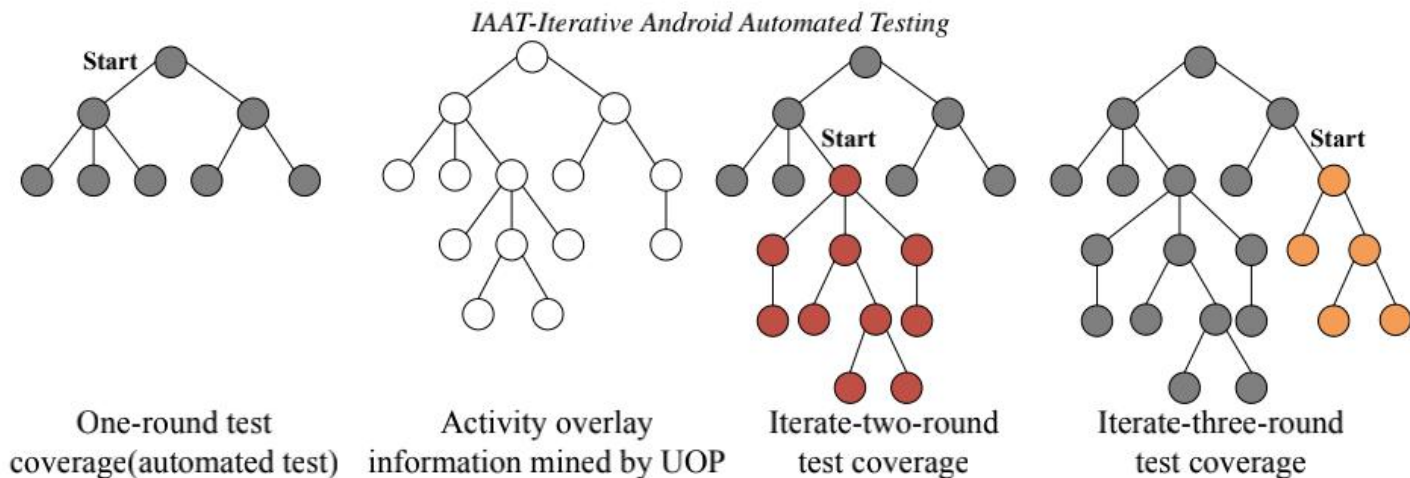 IAAT-Iterative Android Automated Testing
Start
Start
Start
One-round test
coverage(automated test)
Activity overlay
information mined by UOP
Iterate-two-round
test coverage
Iterate-three-round
test coverage